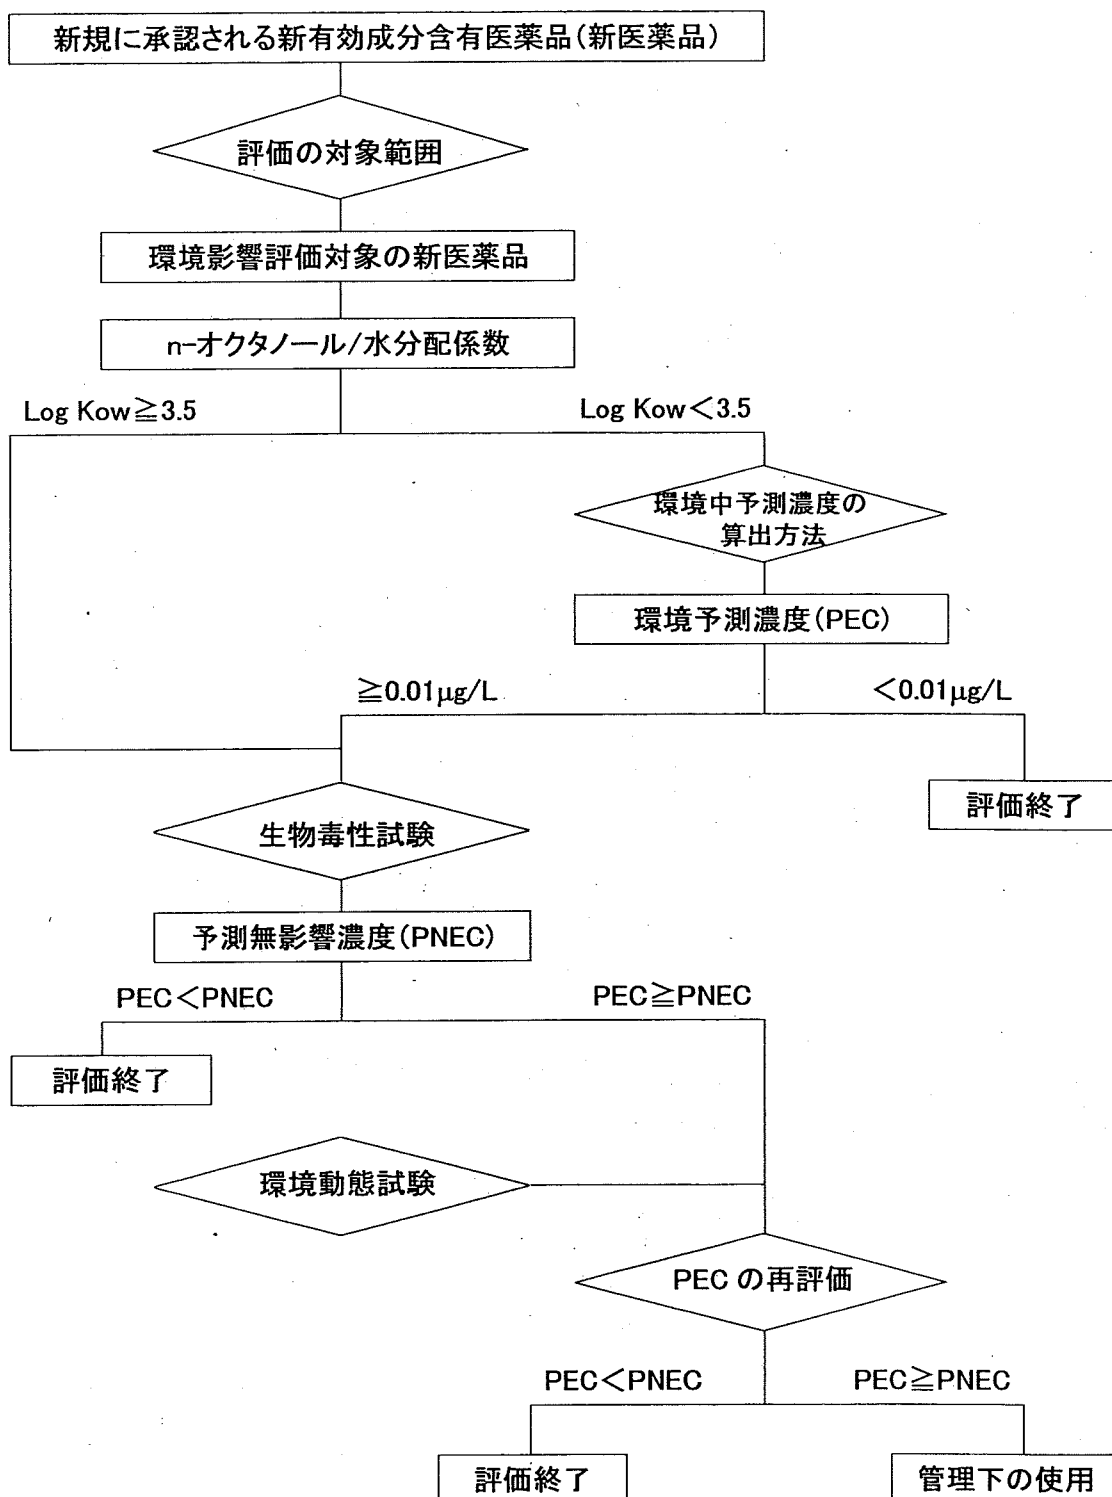 新規に承認される新有効成分含有医薬品(新医薬品)
評価の対象範囲
環境影響評価対象の新医薬品
n-オクタノール/水分配係数
Log Kow≧3.5
Log Kow<3.5
環境中予測濃度の
算出方法
環境予測濃度(PEC)
≧0.01μg/L
<0.01μg/L
評価終了
生物毒性試験
予測無影響濃度(PNEC)
PEC<PNEC
PEC≧PNEC
評価終了
環境動態試験
PEC の再評価
PEC<PNEC
PEC≧PNEC
評価終了
管理下の使用